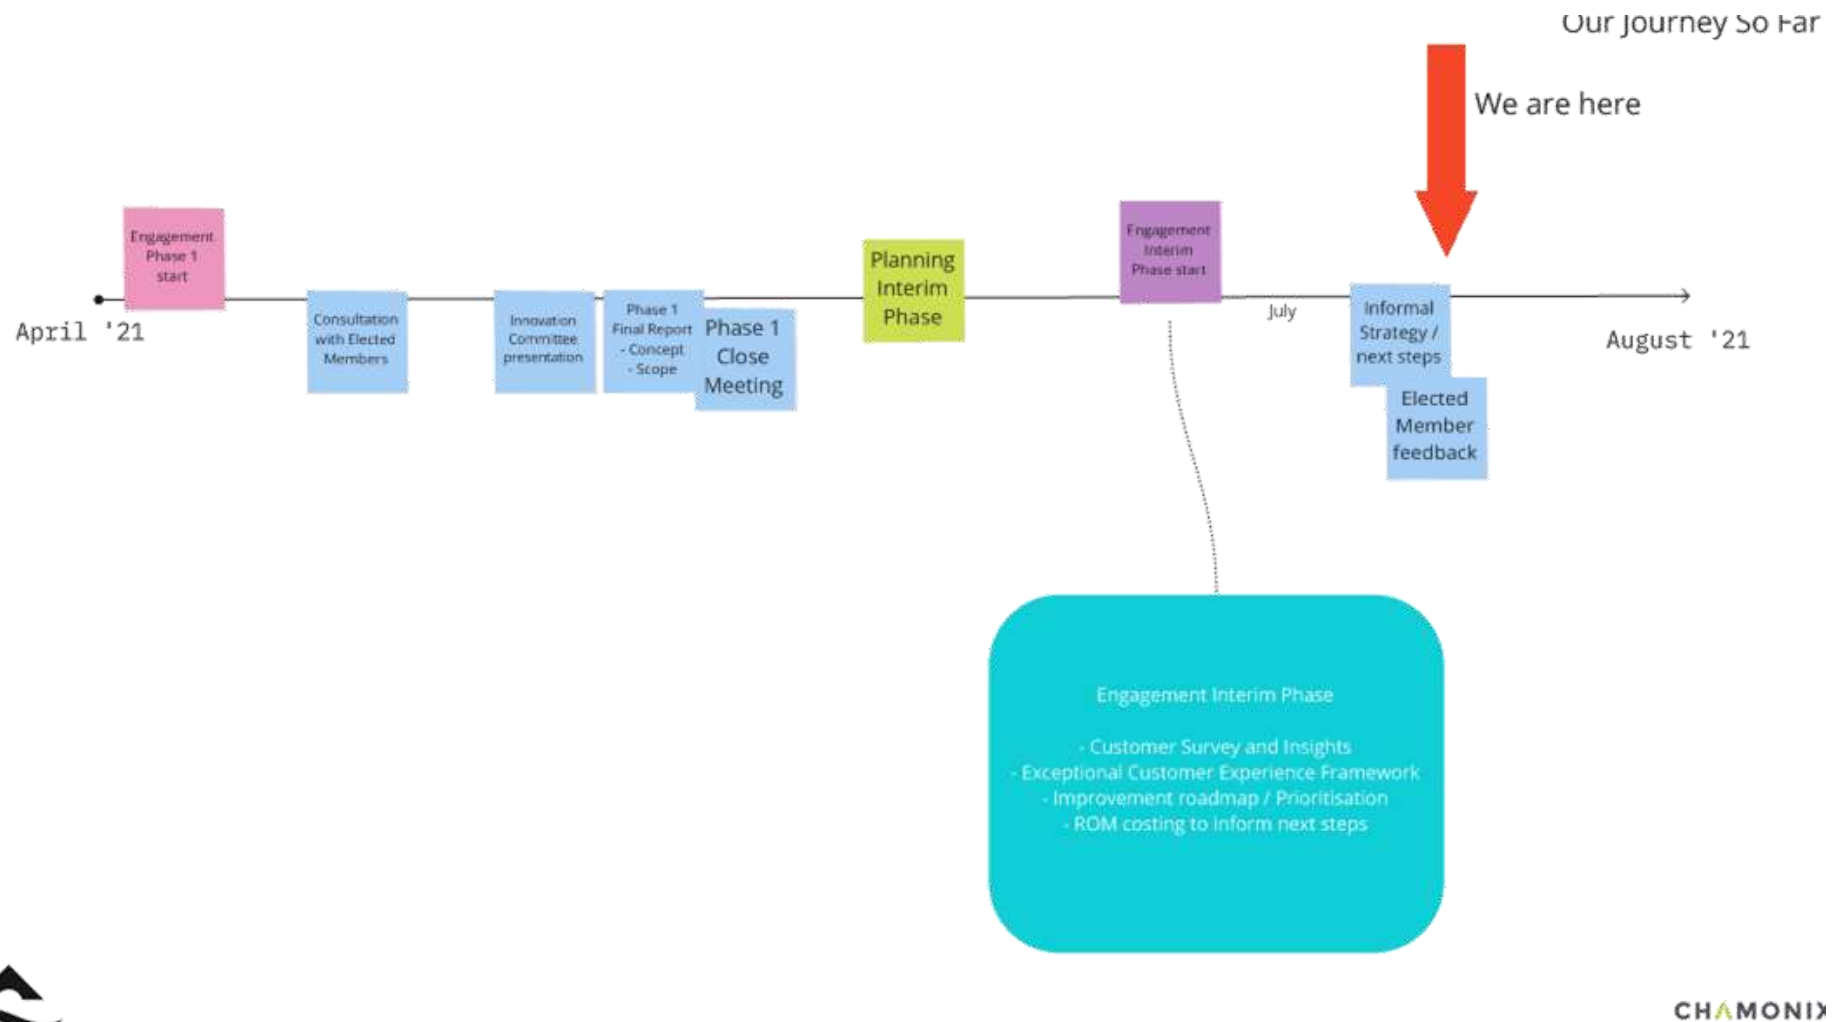 Our Journey So Far
We are here
Engagement
Phase 1
start
April '21
Consultation
with Elected
Members
Innovation
Committee
presentation
Phase 1
Final Report
- Concept
- Scope
Phase 1
Close
Meeting
Planning
Interim
Phase
Engagement
Interim
Phase start
July
Informal
Strategy /
next steps
Elected
Member
feedback
August '21
Engagement Interim Phase
- Customer Survey and Insights
- Exceptional Customer Experience Framework
- Improvement roadmap / Prioritisation
- ROM costing to inform next steps
CHAMONIX